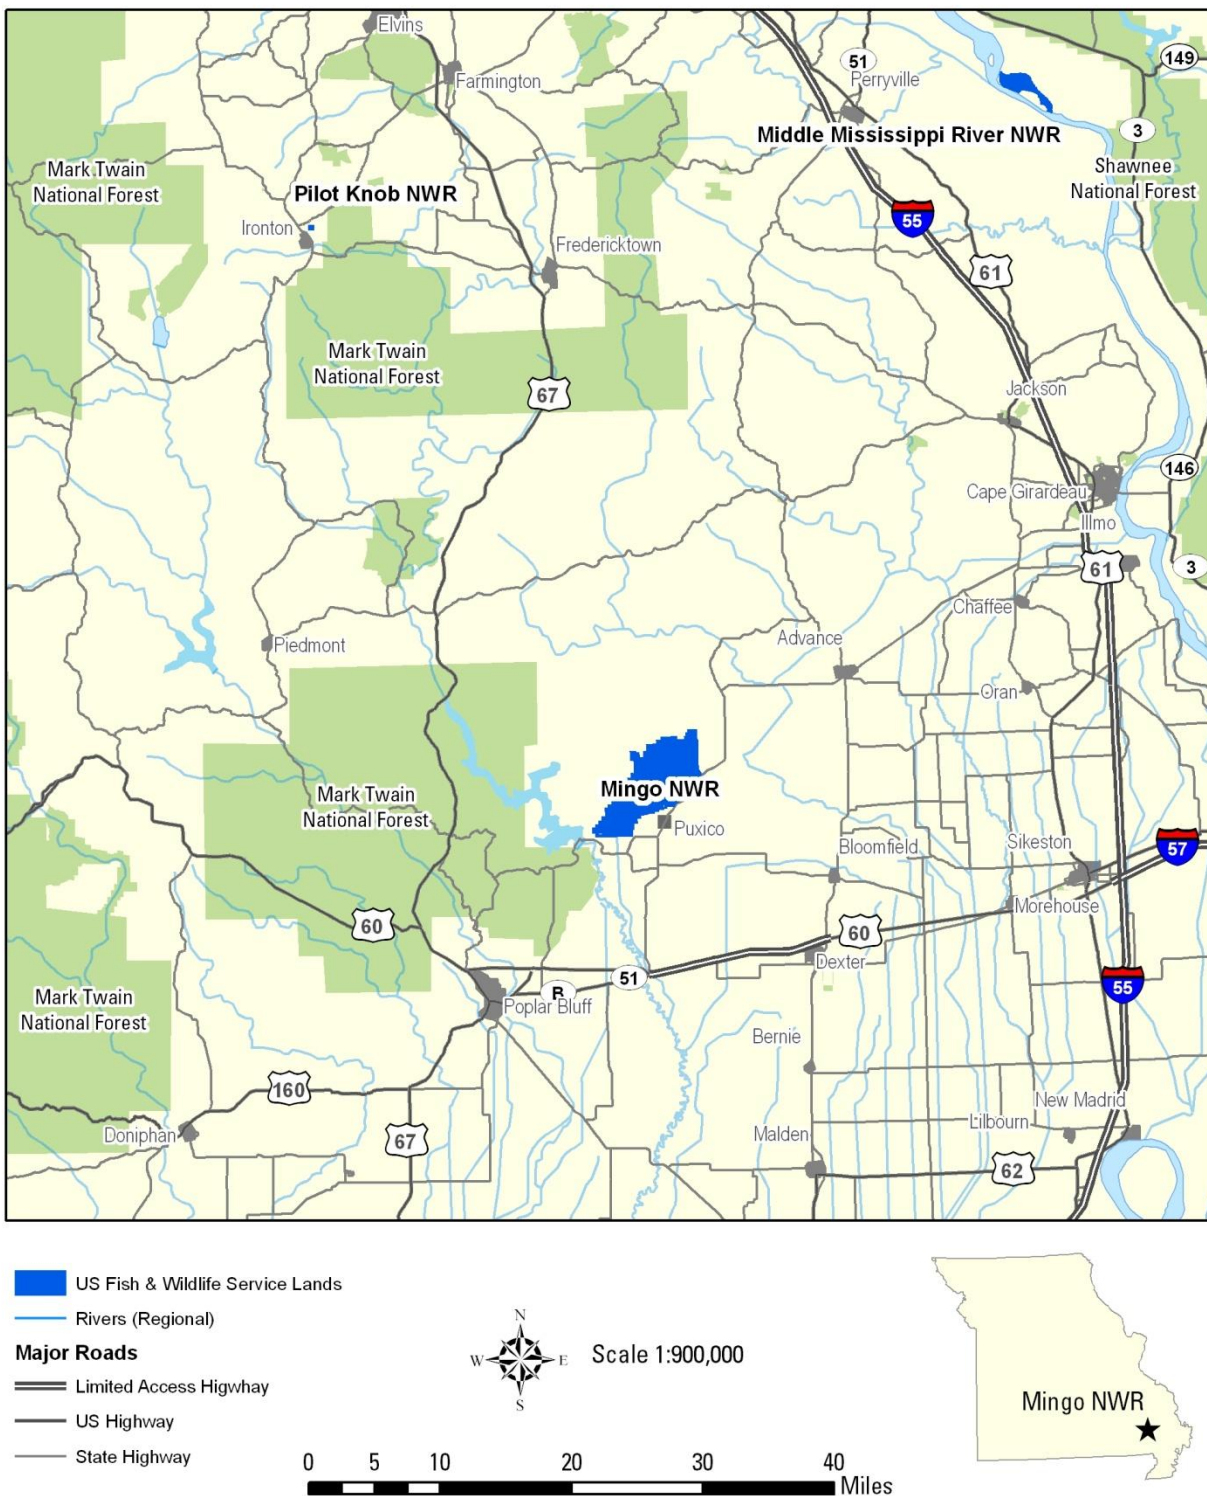 Elvins
Farmington
51
Perryville
149
Middle Mississippi River NWR
3
Mark Twain
National Forest
Pilot Knob NWR
Shawnee
National Forest
Ironton
55
Fredericktown
61
Mark Twain
National Forest
67
Jackson
146
Cape Girardeau
Illmo
61
3
Chaffee
Piedmont
Advance
Oran
Mark Twain
National Forest
Mingo NWR
Puxico
Bloomfield
Sikeston
57
Morehouse
60
60
Dexter
51
55
B
Poplar Bluff
Mark Twain
National Forest
Bernie
160
New Madrid
Lilbourn
Doniphan
67
Malden
62
US Fish & Wildlife Service Lands
Rivers (Regional)
Major Roads
Limited Access Higwhay
US Highway
State Highway
N
W
E
S
Scale 1:900,000
0 5 10 20 30 40
Miles
Mingo NWR